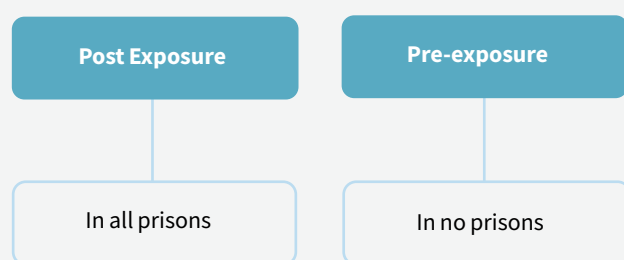 Post Exposure
Pre-exposure
In all prisons
In no prisons